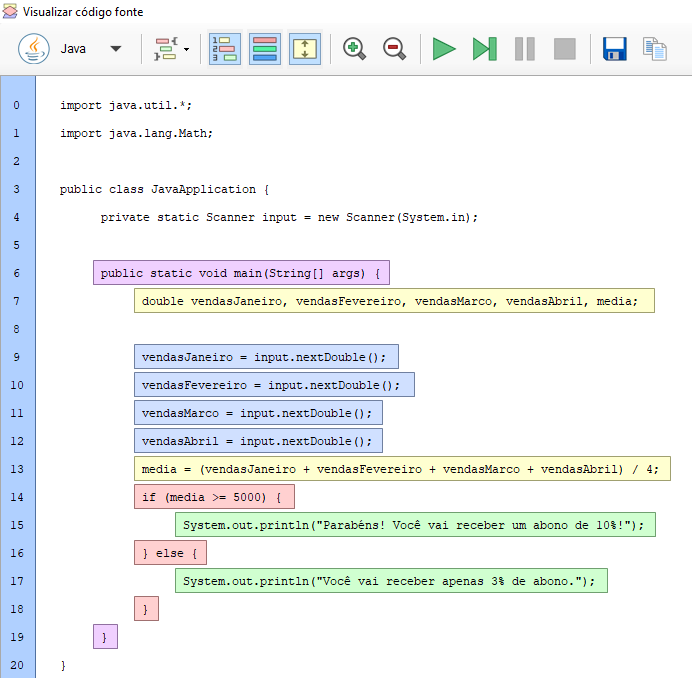 Visualizar código fonte
Java
0 import java.util.*;
1 import java.lang.Math;
2
3 public class JavaApplication {
4 private static Scanner input = new Scanner(System.in);
5
6 public static void main(String[] args) {
7 double vendasJaneiro, vendasFevereiro, vendasMarco, vendasAbril, media;
8
9 vendasJaneiro = input.nextDouble();
10 vendasFevereiro = input.nextDouble();
11 vendasMarco = input.nextDouble();
12 vendasAbril = input.nextDouble();
13 media = (vendasJaneiro + vendasFevereiro + vendasMarco + vendasAbril) / 4;
14 if (media >= 5000) {
15 System.out.println("Parabéns! Você vai receber um abono de 10%!");
16 } else {
17 System.out.println("Você vai receber apenas 3% de abono.");
18 }
19 }
20 }